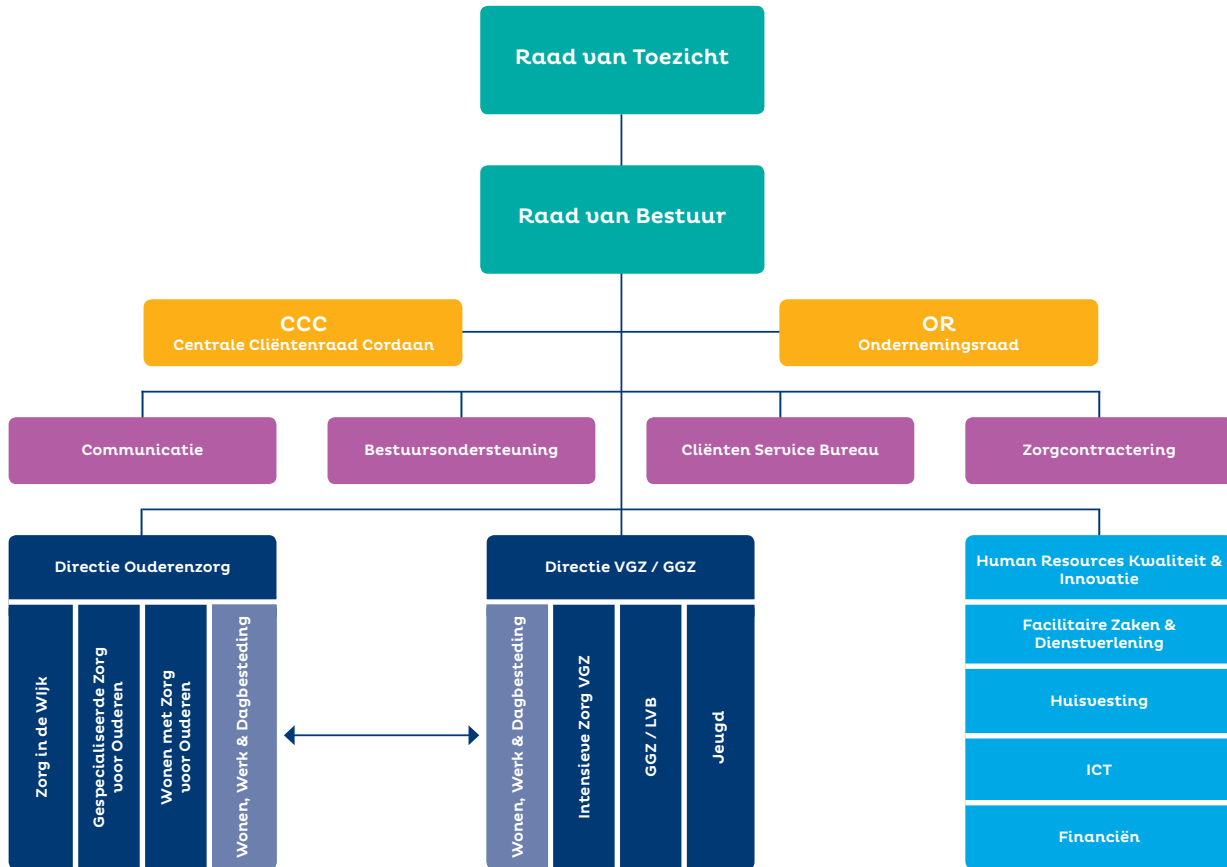 Raad van Toezicht
Raad van Bestuur
CCC
Centrale Cliëntenraad Cordaan
OR
Ondernemingsraad
Communicatie
Bestuursondersteuning
Cliënten Service Bureau
Zorgcontractering
Directie Ouderenzorg
Zorg in de WIjk
Gespecialiseerde Zorg
voor Ouderen
Wonen met Zorg
voor Ouderen
Wonen, Werk & Dagbesteding
Directie VGZ / GGZ
Wonen, Werk & Dagbesteding
Intensieve Zorg VGZ
GGZ / LVB
Jeugd
Human Resources Kwaliteit &
Innovatie
Facilitaire Zaken &
Dienstverlening
Huisvesting
ICT
Financiën